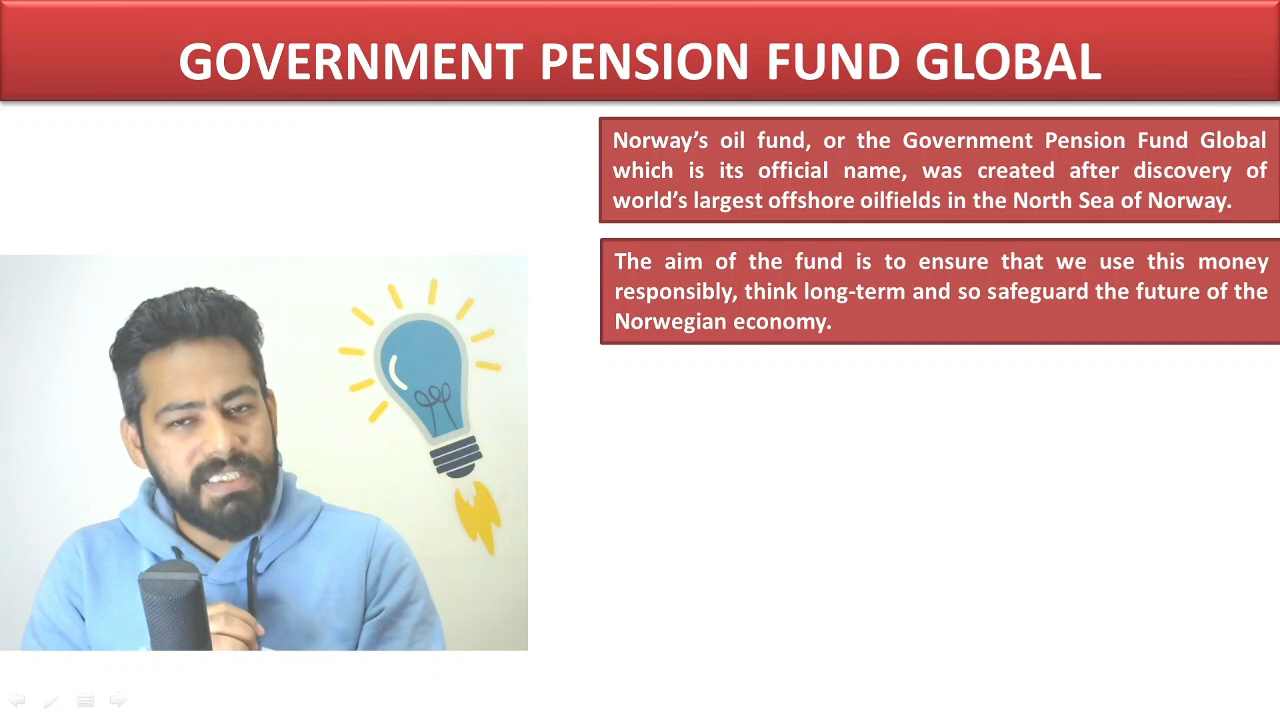 GOVERNMENT PENSION FUND GLOBAL
Norway’s oil fund, or the Government Pension Fund Global
which is its official name, was created after discovery of
world’s largest offshore oilfields in the North Sea of Norway.
The aim of the fund is to ensure that we use this money
responsibly, think long-term and so safeguard the future of the
Norwegian economy.